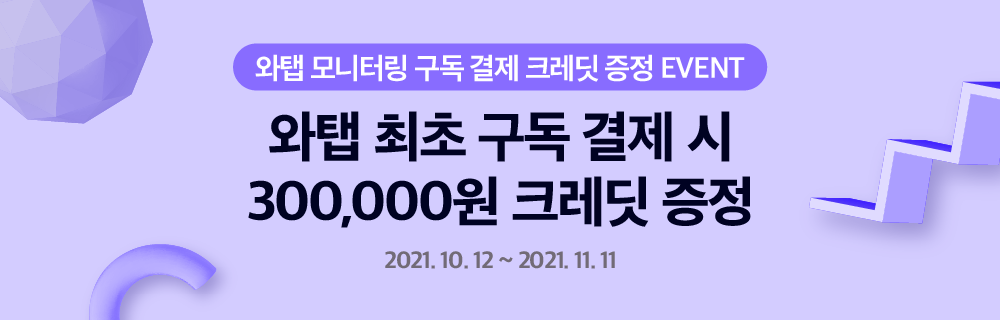 와탭 모니터링 구독 결제 크레딧 증정 EVENT
와탭 최초 구독 결제 시
300,000원 크레딧 증정
2021. 10. 12 ~ 2021. 11. 11